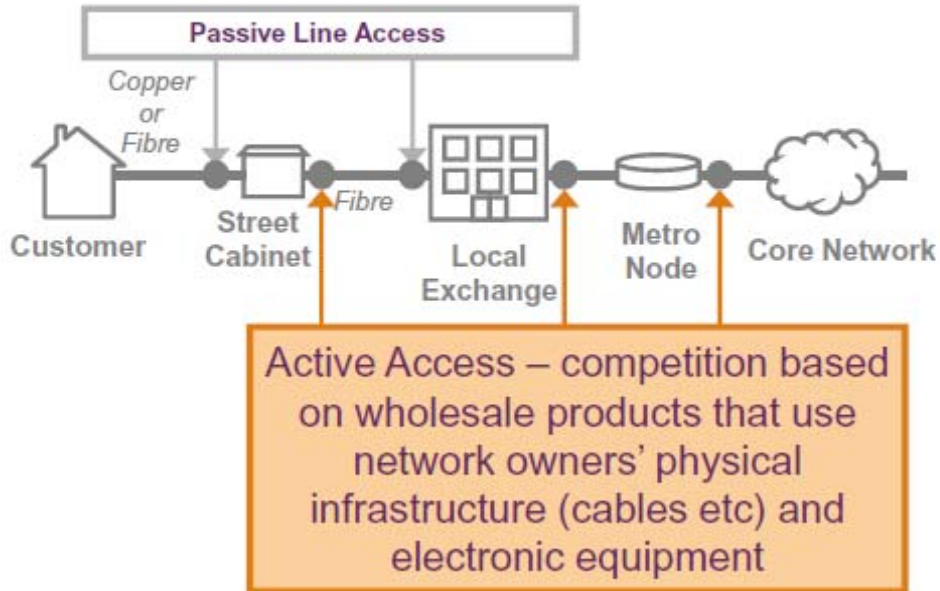 Passive Line Access
Copper
or
Fibre
Fibre
Customer
Street
Cabinet
Local
Exchange
Metro
Node
Core Network
Active Access – competition based
on wholesale products that use
network owners’ physical
infrastructure (cables etc) and
electronic equipment